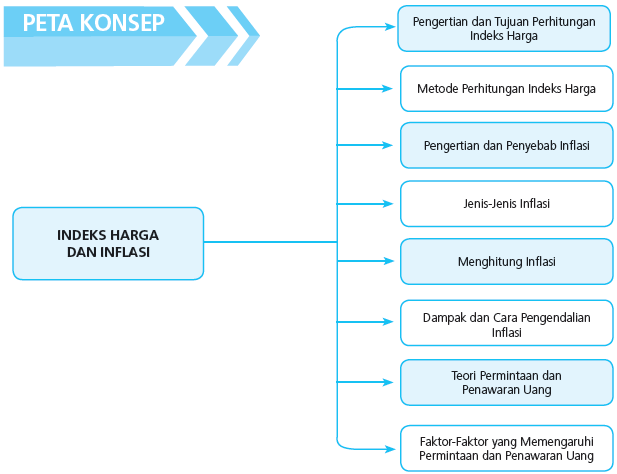 PETA KONSEP
Pengertian dan Tujuan Perhitungan
Indeks Harga
Metode Perhitungan Indeks Harga
Pengertian dan Penyebab Inflasi
Jenis-Jenis Inflasi
INDEKS HARGA
DAN INFLASI
Menghitung Inflasi
Dampak dan Cara Pengendalian
Inflasi
Teori Permintaan dan
Penawaran Uang
Faktor-Faktor yang Memengaruhi
Permintaan dan Penawaran Uang